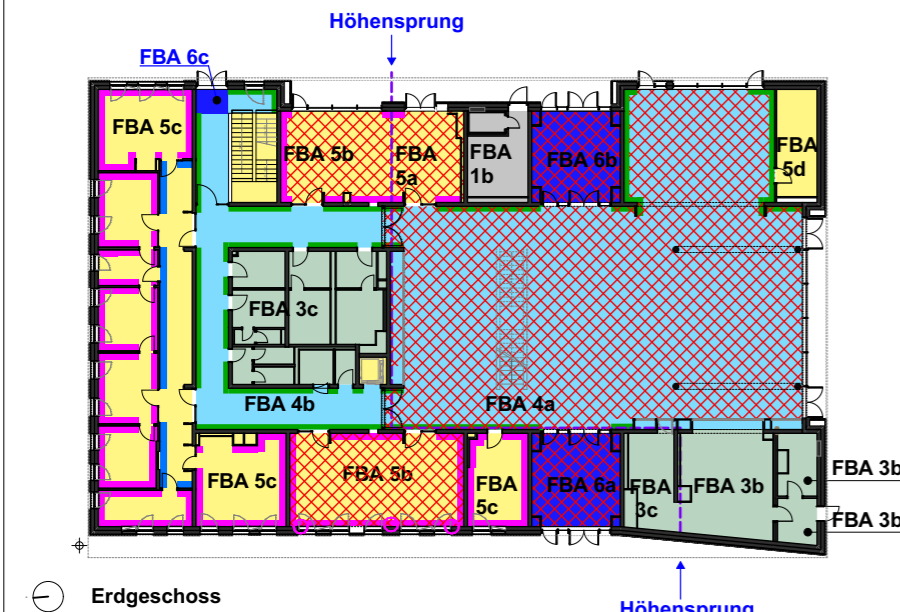 Höhensprung
FBA 6c
FBA 5c
FBA 5b
FBA
5a
FBA
1b
FBA 6b
FBA
5d
FBA 3c
FBA 4b
FBA 4a
FBA 5c
FBA 5b
FBA
5c
FBA 6a
FBA
3c
FBA 3b
FBA 3b
FBA 3b
Erdgeschoss
Höhensprung